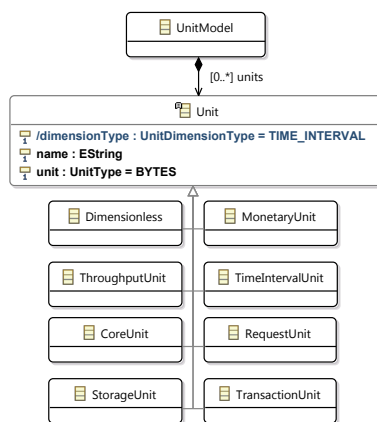 UnitModel
[0..*] units
Unit
/dimensionType : UnitDimensionType = TIME_INTERVAL
name : EString
unit : UnitType = BYTES
Dimensionless
MonetaryUnit
ThroughputUnit
TimeIntervalUnit
CoreUnit
RequestUnit
StorageUnit
TransactionUnit